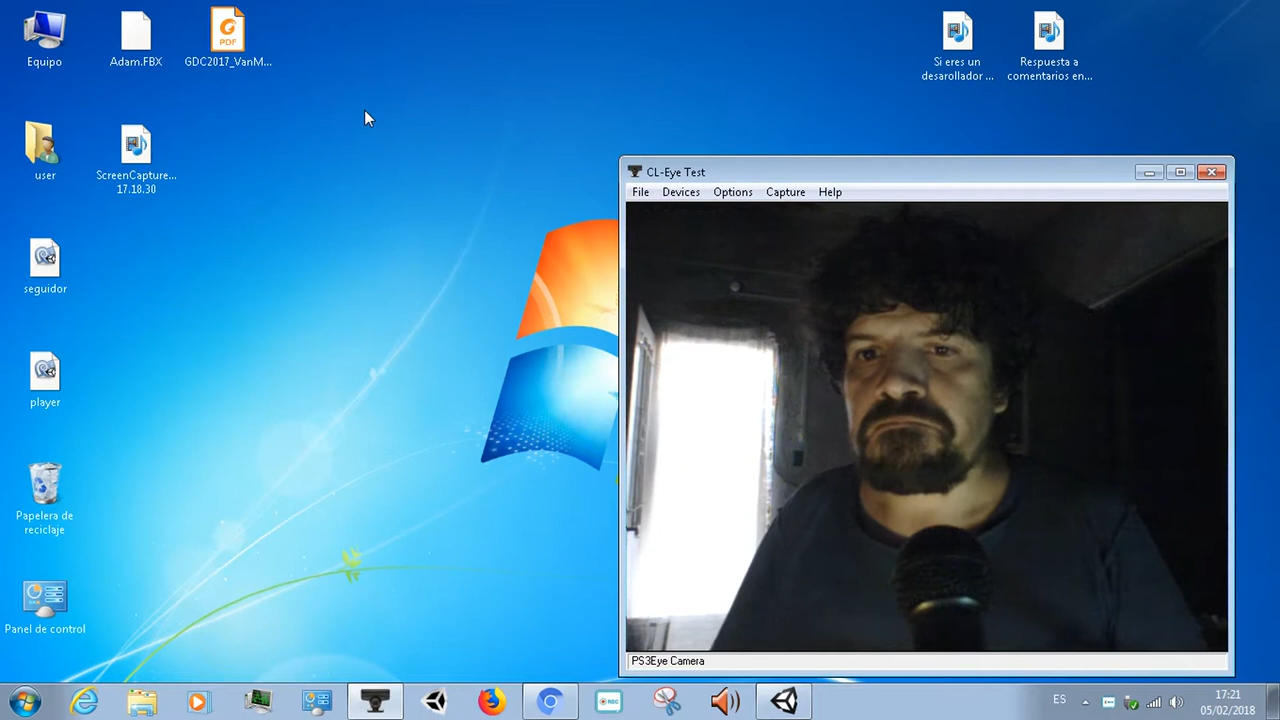 Equipo
Adam.FBX
PDF
GDC2017_VanM...
Si eres un
desarollador ...
Respuesta a
comentarios en...
user
ScreenCapture...
17.18.30
CL-Eye Test
File Devices Options Capture Help
seguidor
player
Papelera de
reciclaje
Panel de control
PS3Eye Camera
REC
ES
17:21
05/02/2018